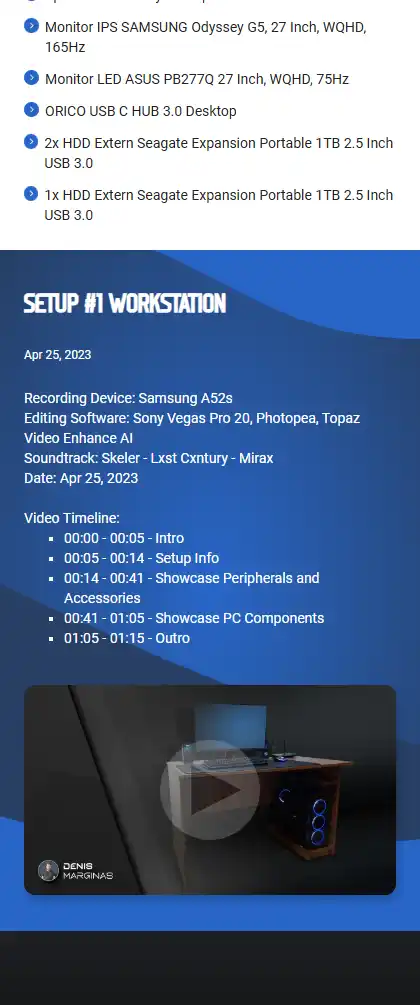 Monitor IPS SAMSUNG Odyssey G5, 27 Inch, WQHD,
165Hz
Monitor LED ASUS PB277Q 27 Inch, WQHD, 75Hz
ORICO USB C HUB 3.0 Desktop
2x HDD Extern Seagate Expansion Portable 1TB 2.5 Inch
USB 3.0
1x HDD Extern Seagate Expansion Portable 1TB 2.5 Inch
USB 3.0
SETUP #1 WORKSTATION
Apr 25, 2023
Recording Device: Samsung A52s
Editing Software: Sony Vegas Pro 20, Photopea, Topaz
Video Enhance AI
Soundtrack: Skeler - Lxst Cxntury - Mirax
Date: Apr 25, 2023
Video Timeline:
00:00 - 00:05 - Intro
00:05 - 00:14 - Setup Info
00:14 - 00:41 - Showcase Peripherals and
Accessories
00:41 - 01:05 - Showcase PC Components
01:05 - 01:15 - Outro
DENIS
MARGINAS